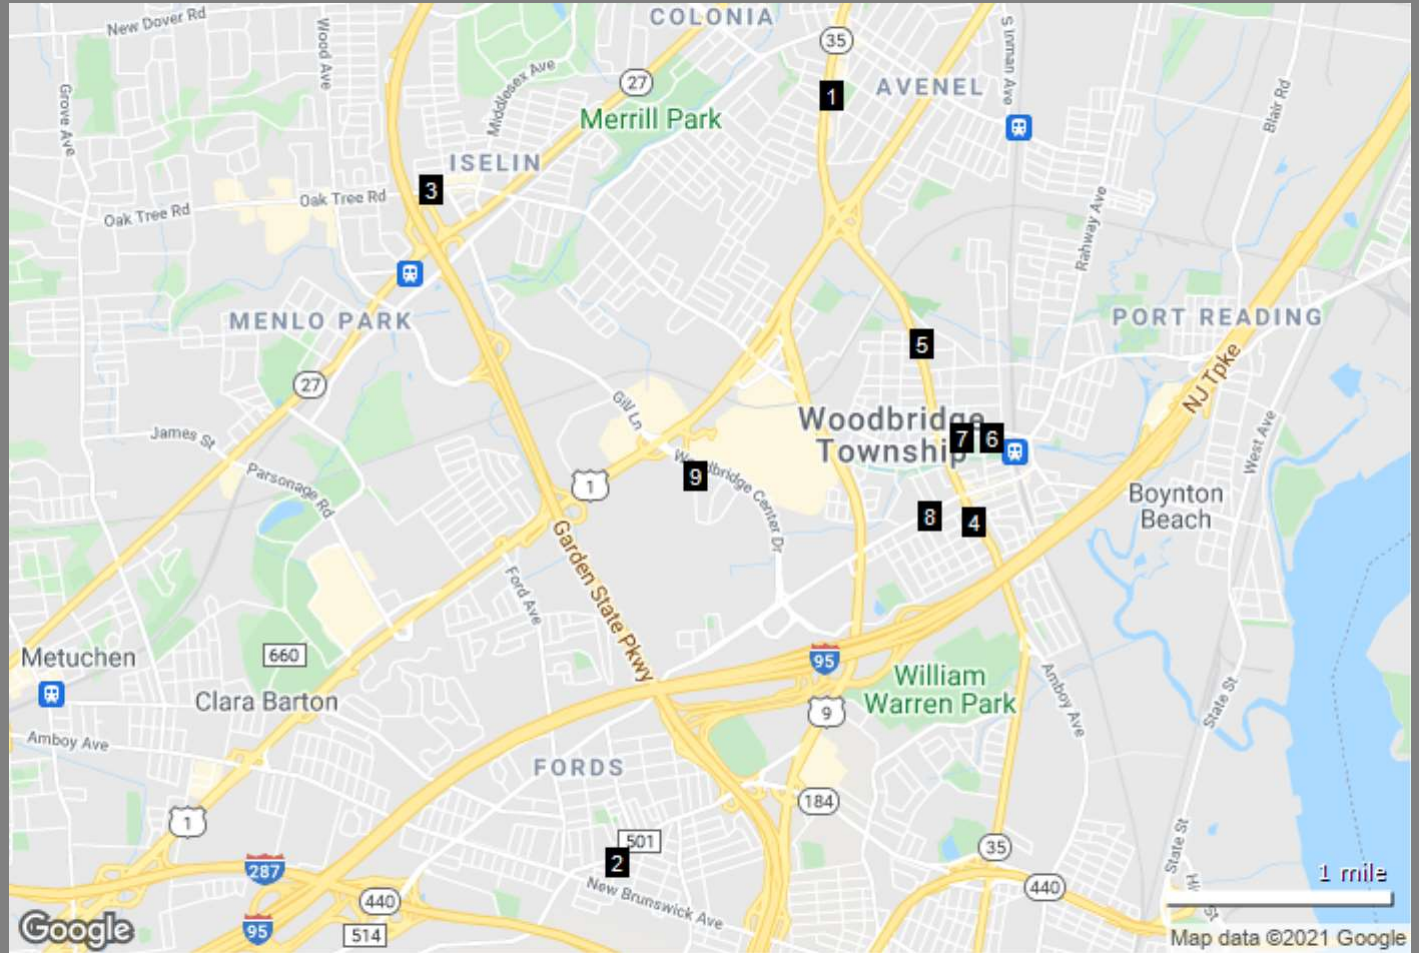 New Dover Rd
Wood Ave
COLONIA
35
S Inman Ave
Grove Ave
Middlesex Ave
27
1
AVENEL
Blair Rd
Merrill Park
ISELIN
3
Oak Tree Rd
Oak Tree Rd
Rahway Ave
MENLO PARK
PORT READING
5
27
NJ Tpke
Gill Ln
James St
Woodbridge
Township
7
6
West Ave
Parsonage Rd
Woodbridge Center Dr
9
1
Boynton
Beach
8
4
Garden State Pkwy
Ford Ave
Metuchen
660
95
William
Warren Park
Clara Barton
9
Amboy Ave
State St
Amboy Ave
FORDS
184
1
501
2
35
State St
287
1 mile
440
440
New Brunswick Ave
95
514
St
Google
Map data ©2021 Google